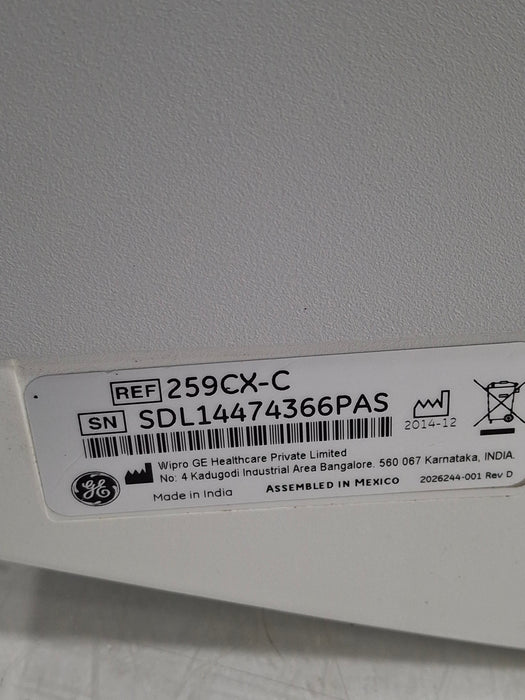 REF 259CX-C
SN SDL14474366PAS
2014-12
Wipro GE Healthcare Private Limited
No: 4 Kadugodi Industrial Area Bangalore. 560 067 Karnataka, INDIA.
GE
Made in India ASSEMBLED IN MEXICO 2026244-001 Rev D